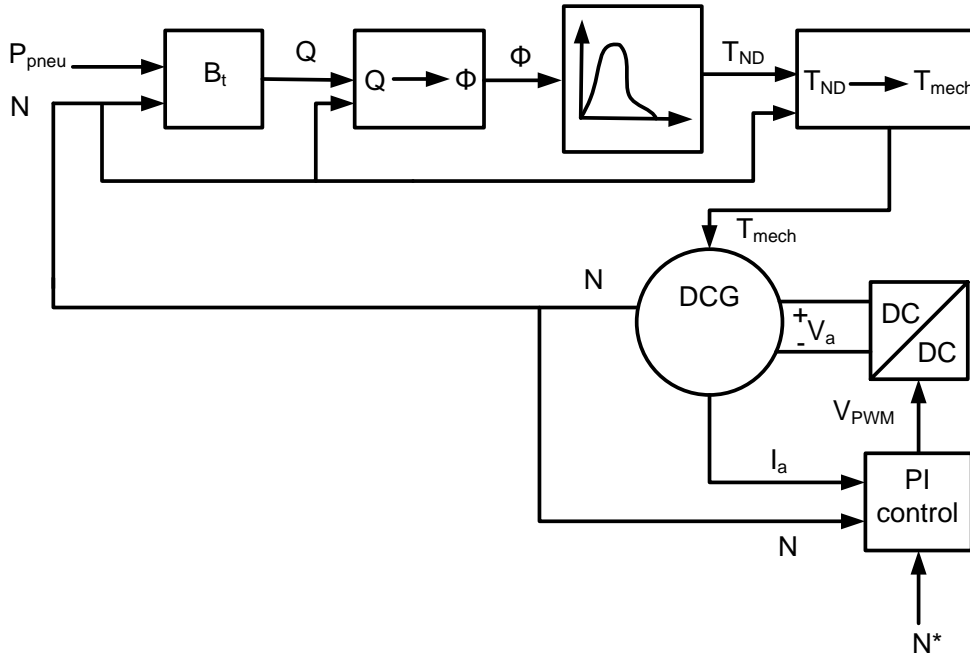 P_pneu
N
B_t
Q
Q Φ
Φ
T_ND
T_ND T_mech
T_mech
N
DCG
+
V_a
-
DC
DC
V_PWM
I_a
PI
control
N
N*